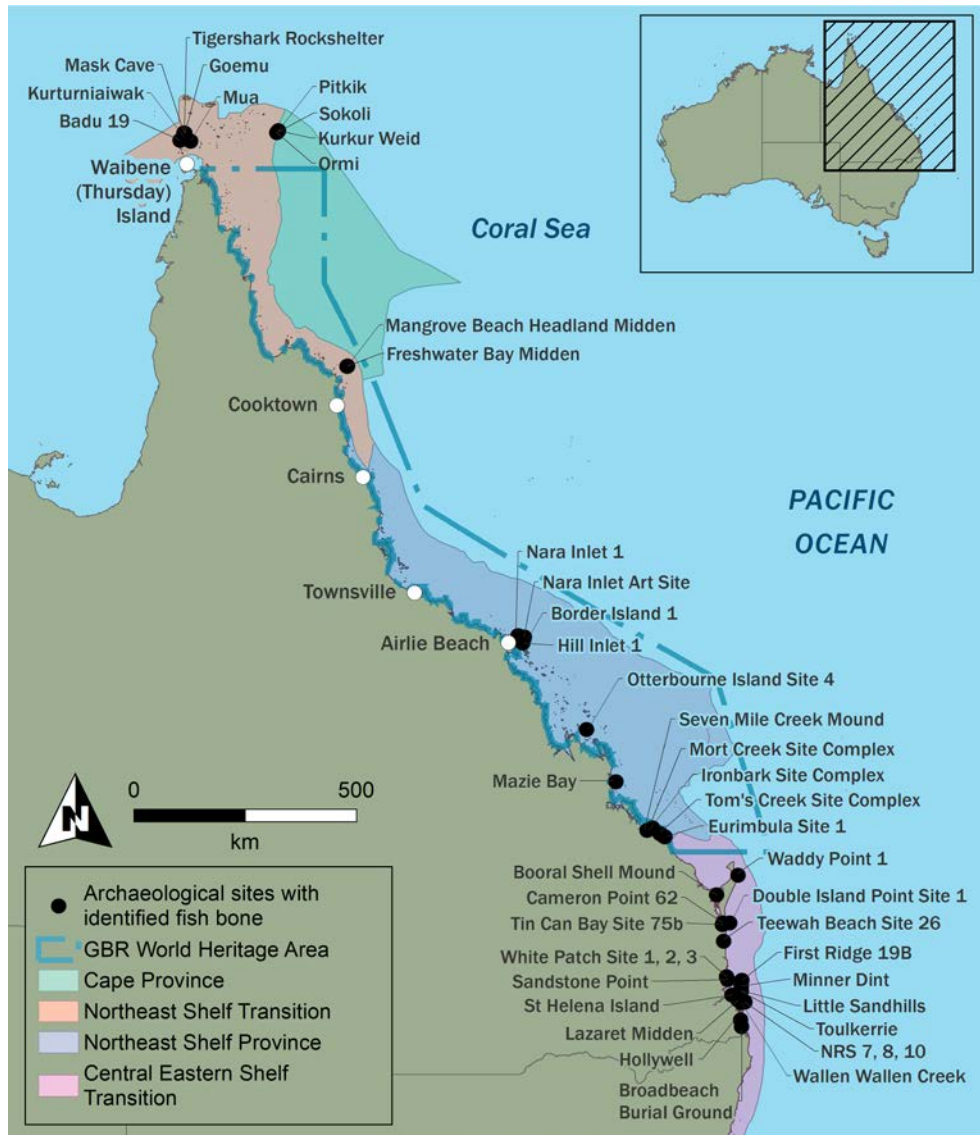 Tigershark Rockshelter
Mask Cave
Goemu
Kurturniaiwak
Mua
Badu 19
Waibene
(Thursday)
Island
Pitkik
Sokoli
Kurkur Weid
Ormi
Coral Sea
Mangrove Beach Headland Midden
Freshwater Bay Midden
Cooktown
Cairns
PACIFIC
OCEAN
Nara Inlet 1
Nara Inlet Art Site
Townsville
Border Island 1
Airlie Beach
Hill Inlet 1
Otterbourne Island Site 4
Seven Mile Creek Mound
Mort Creek Site Complex
Ironbark Site Complex
Mazie Bay
Tom's Creek Site Complex
Eurimbula Site 1
Waddy Point 1
Booral Shell Mound
Cameron Point 62
Double Island Point Site 1
Tin Can Bay Site 75b
Teewah Beach Site 26
White Patch Site 1, 2, 3
First Ridge 19B
Sandstone Point
Minner Dint
St Helena Island
Little Sandhills
Toulkerrie
Lazaret Midden
NRS 7, 8, 10
Hollywell
Wallen Wallen Creek
Broadbeach
Burial Ground
N
0 500
km
Archaeological sites with
identified fish bone
GBR World Heritage Area
Cape Province
Northeast Shelf Transition
Northeast Shelf Province
Central Eastern Shelf
Transition